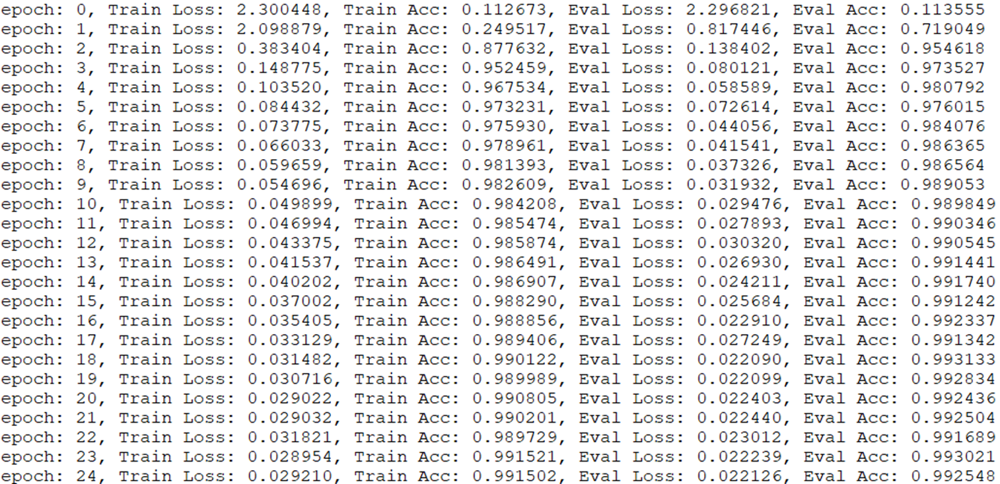 epoch: 0, Train Loss: 2.300448, Train Acc: 0.112673, Eval Loss: 2.296821, Eval Acc: 0.113555
epoch: 1, Train Loss: 2.098879, Train Acc: 0.249517, Eval Loss: 0.817446, Eval Acc: 0.719049
epoch: 2, Train Loss: 0.383404, Train Acc: 0.877632, Eval Loss: 0.138402, Eval Acc: 0.954618
epoch: 3, Train Loss: 0.148775, Train Acc: 0.952459, Eval Loss: 0.080121, Eval Acc: 0.973527
epoch: 4, Train Loss: 0.103520, Train Acc: 0.967534, Eval Loss: 0.058589, Eval Acc: 0.980792
epoch: 5, Train Loss: 0.084432, Train Acc: 0.973231, Eval Loss: 0.072614, Eval Acc: 0.976015
epoch: 6, Train Loss: 0.073775, Train Acc: 0.975930, Eval Loss: 0.044056, Eval Acc: 0.984076
epoch: 7, Train Loss: 0.066033, Train Acc: 0.978961, Eval Loss: 0.041541, Eval Acc: 0.986365
epoch: 8, Train Loss: 0.059659, Train Acc: 0.981393, Eval Loss: 0.037326, Eval Acc: 0.986564
epoch: 9, Train Loss: 0.054696, Train Acc: 0.982609, Eval Loss: 0.031932, Eval Acc: 0.989053
epoch: 10, Train Loss: 0.049899, Train Acc: 0.984208, Eval Loss: 0.029476, Eval Acc: 0.989849
epoch: 11, Train Loss: 0.046994, Train Acc: 0.985474, Eval Loss: 0.027893, Eval Acc: 0.990346
epoch: 12, Train Loss: 0.043375, Train Acc: 0.985874, Eval Loss: 0.030320, Eval Acc: 0.990545
epoch: 13, Train Loss: 0.041537, Train Acc: 0.986491, Eval Loss: 0.026930, Eval Acc: 0.991441
epoch: 14, Train Loss: 0.040202, Train Acc: 0.986907, Eval Loss: 0.024211, Eval Acc: 0.991740
epoch: 15, Train Loss: 0.037002, Train Acc: 0.988290, Eval Loss: 0.025684, Eval Acc: 0.991242
epoch: 16, Train Loss: 0.035405, Train Acc: 0.988856, Eval Loss: 0.022910, Eval Acc: 0.992337
epoch: 17, Train Loss: 0.033129, Train Acc: 0.989406, Eval Loss: 0.027249, Eval Acc: 0.991342
epoch: 18, Train Loss: 0.031482, Train Acc: 0.990122, Eval Loss: 0.022090, Eval Acc: 0.993133
epoch: 19, Train Loss: 0.030716, Train Acc: 0.989989, Eval Loss: 0.022099, Eval Acc: 0.992834
epoch: 20, Train Loss: 0.029022, Train Acc: 0.990805, Eval Loss: 0.022403, Eval Acc: 0.992436
epoch: 21, Train Loss: 0.029032, Train Acc: 0.990201, Eval Loss: 0.022440, Eval Acc: 0.992504
epoch: 22, Train Loss: 0.031821, Train Acc: 0.989729, Eval Loss: 0.023012, Eval Acc: 0.991689
epoch: 23, Train Loss: 0.028954, Train Acc: 0.991521, Eval Loss: 0.022239, Eval Acc: 0.993021
epoch: 24, Train Loss: 0.029210, Train Acc: 0.991502, Eval Loss: 0.022126, Eval Acc: 0.992548